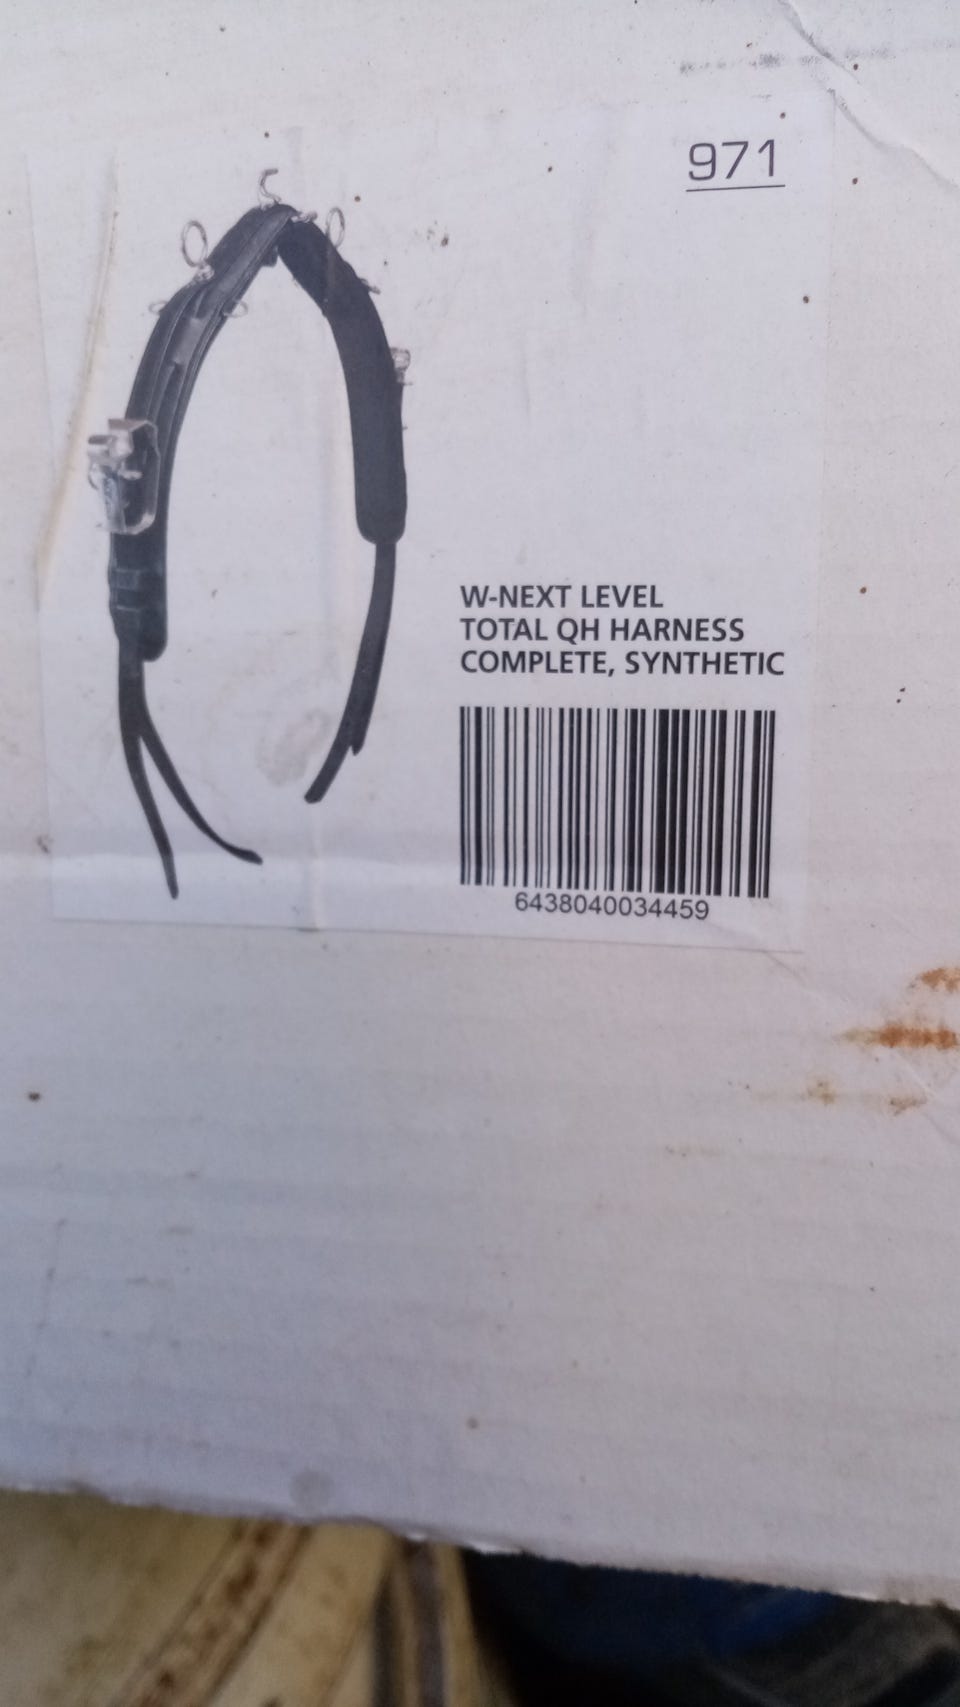 971
W-NEXT LEVEL
TOTAL QH HARNESS
COMPLETE, SYNTHETIC
6438040034459